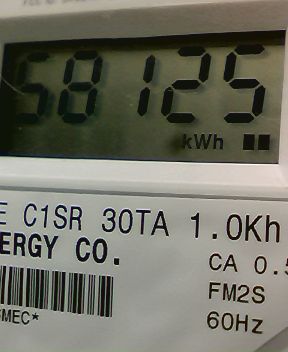 58125
kWh
E C1SR 30TA 1.0Kh
ERGY CO.
CA 0.5
FM2S
MEC*
60Hz